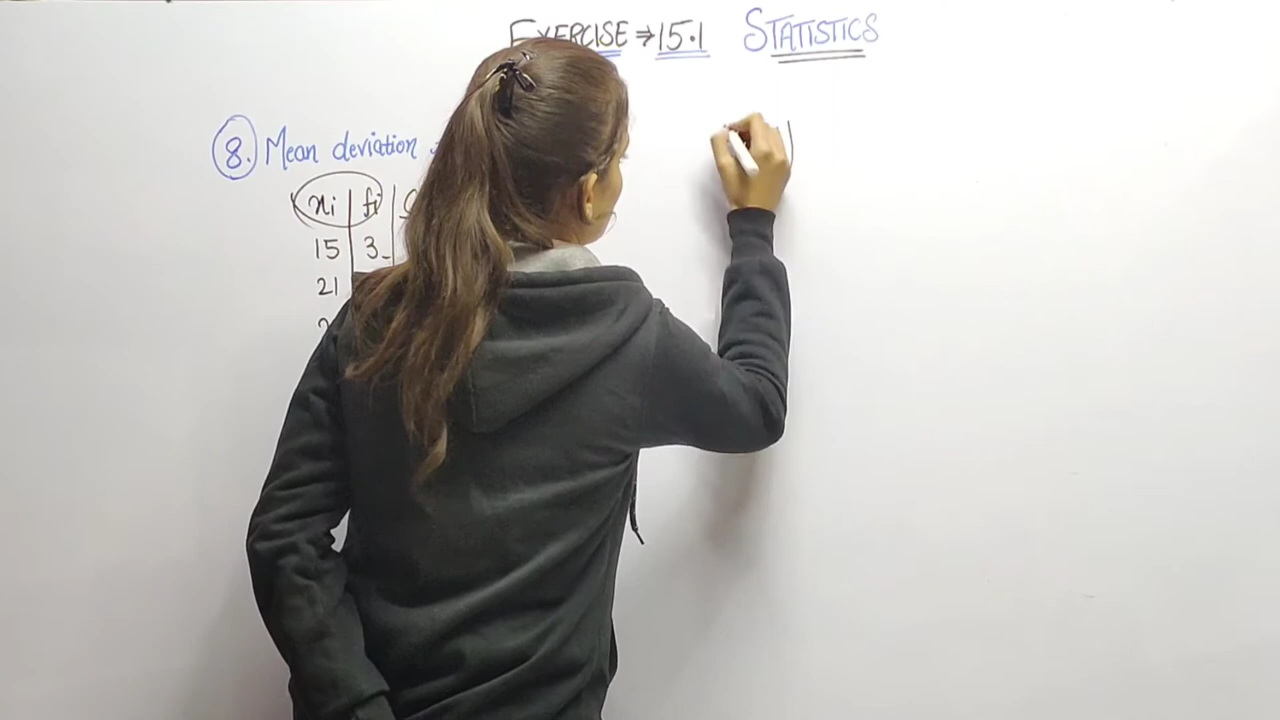 EXERCISE ⇒ 15.1 STATISTICS
8. Mean deviation
xi fi
15 3
21